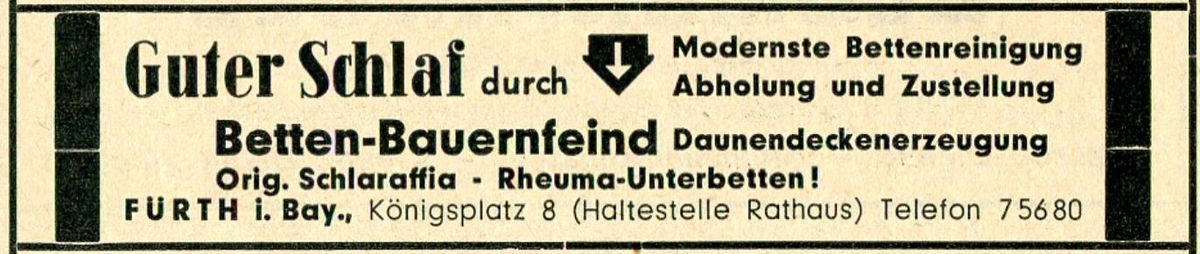 Guter Schlaf durch
Modernste Bettenreinigung
Abholung und Zustellung
Betten-Bauernfeind Daunendeckenerzeugung
Orig. Schlaraffia - Rheuma-Unterbetten!
FÜRTH i. Bay., Königsplatz 8 (Haltestelle Rathaus) Telefon 75680